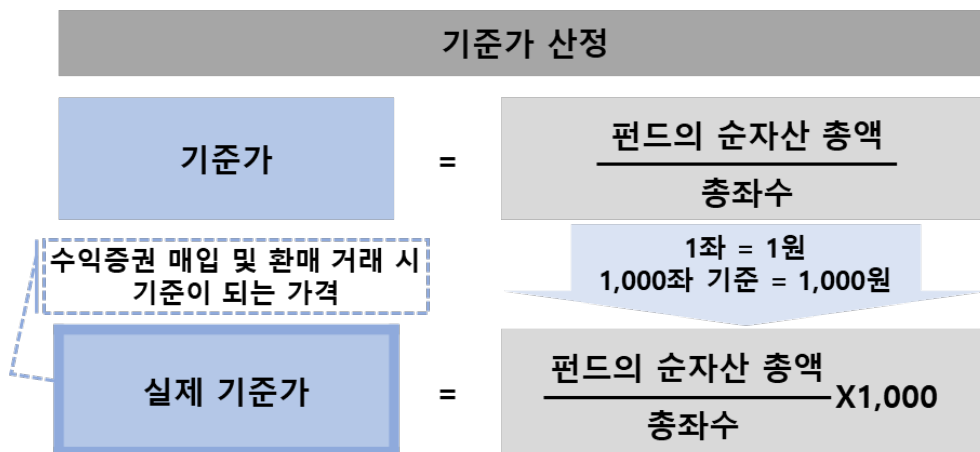 기준가 산정
기준가
=
펀드의 순자산 총액
총좌수
수익증권 매입 및 환매 거래 시
기준이 되는 가격
1좌 = 1원
1,000좌 기준 = 1,000원
실제 기준가
=
펀드의 순자산 총액
총좌수
X1,000